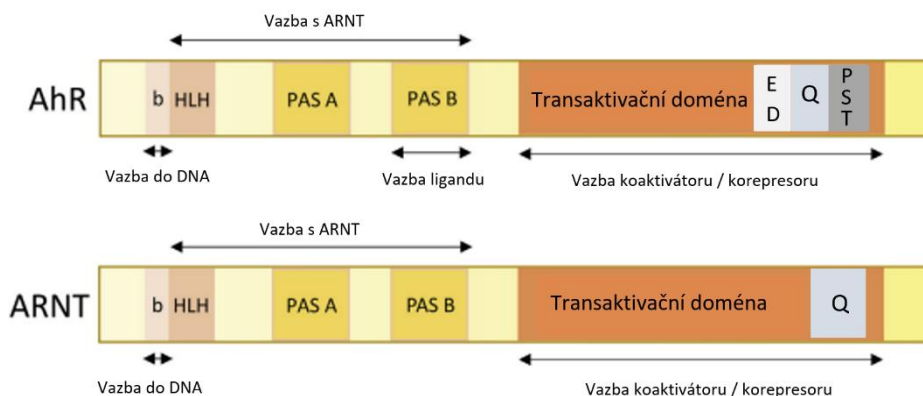 Vazba s ARNT
AhR
b
HLH
PAS A
PAS B
Transaktivační doména
E
D
Q
P
S
T
Vazba do DNA
Vazba ligandu
Vazba koaktivátoru / korepresoru
Vazba s ARNT
ARNT
b
HLH
PAS A
PAS B
Transaktivační doména
Q
Vazba do DNA
Vazba koaktivátoru / korepresoru